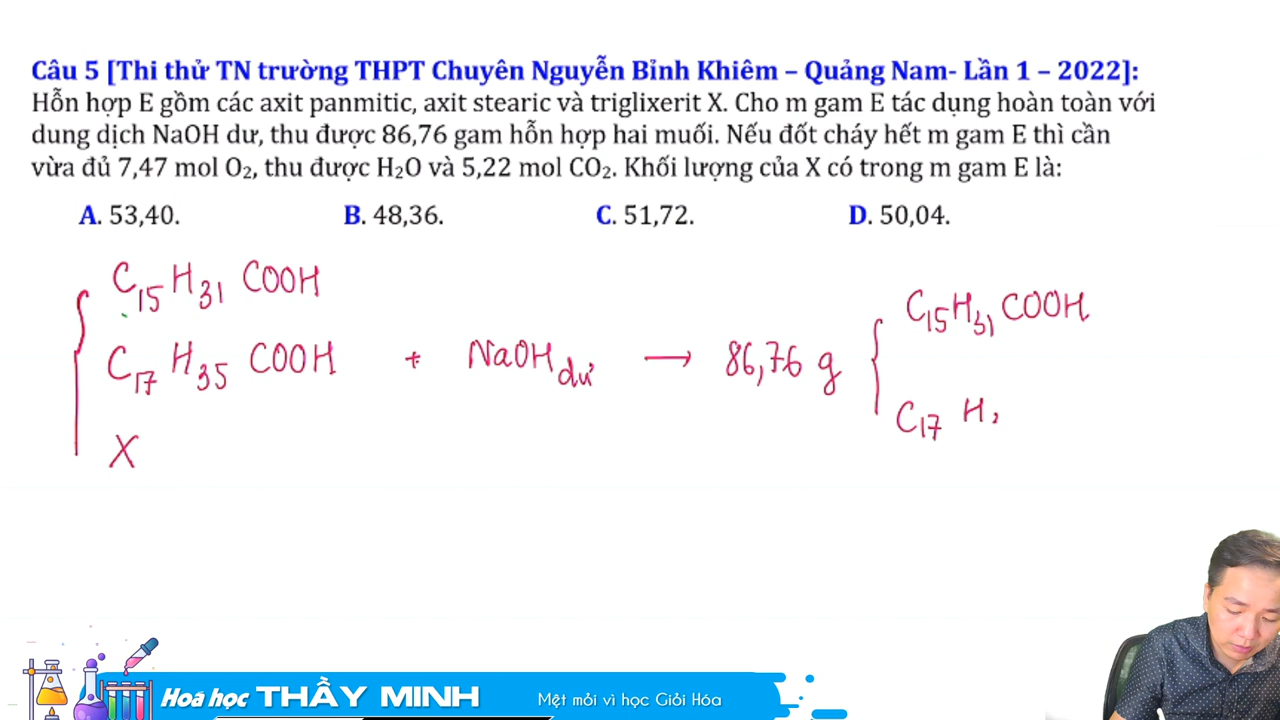 Câu 5 [Thi thử TN trường THPT Chuyên Nguyễn Bỉnh Khiêm – Quảng Nam- Lần 1 – 2022]:
Hỗn hợp E gồm các axit panmitic, axit stearic và triglixerit X. Cho m gam E tác dụng hoàn toàn với
dung dịch NaOH dư, thu được 86,76 gam hỗn hợp hai muối. Nếu đốt cháy hết m gam E thì cần
vừa đủ 7,47 mol O₂, thu được H₂O và 5,22 mol CO₂. Khối lượng của X có trong m gam E là:
A. 53,40. B. 48,36. C. 51,72. D. 50,04.
C₁₅H₃₁COOH
C₁₇H₃₅COOH + NaOH dư → 86,76 g
X
C₁₅H₃₁COOH
C₁₇H,
Hoá học THẦY MINH
Mệt mỏi vì học Giỏi Hóa